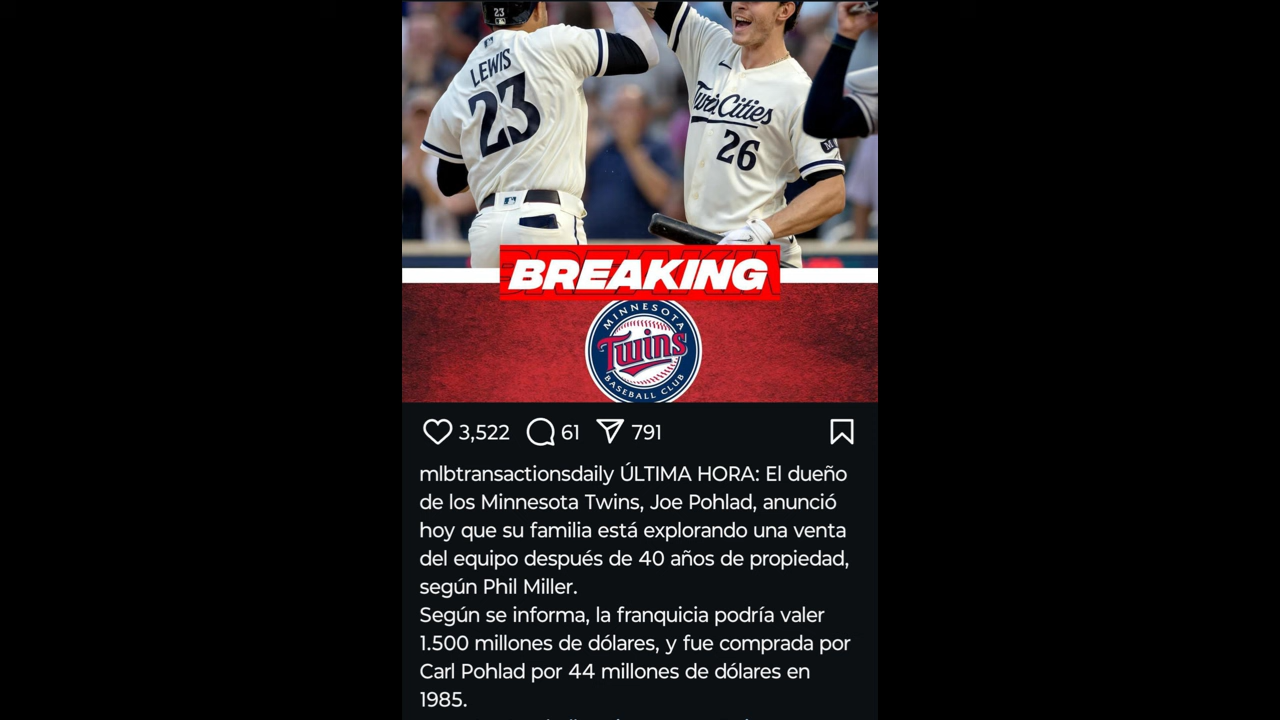 23
LEWIS
23
Twin Cities
26
BREAKING
MINNESOTA
Twins
BASEBALL CLUB
3,522 61 791
mlbtransactionsdaily ÚLTIMA HORA: El dueño
de los Minnesota Twins, Joe Pohlad, anunció
hoy que su familia está explorando una venta
del equipo después de 40 años de propiedad,
según Phil Miller.
Según se informa, la franquicia podría valer
1.500 millones de dólares, y fue comprada por
Carl Pohlad por 44 millones de dólares en
1985.